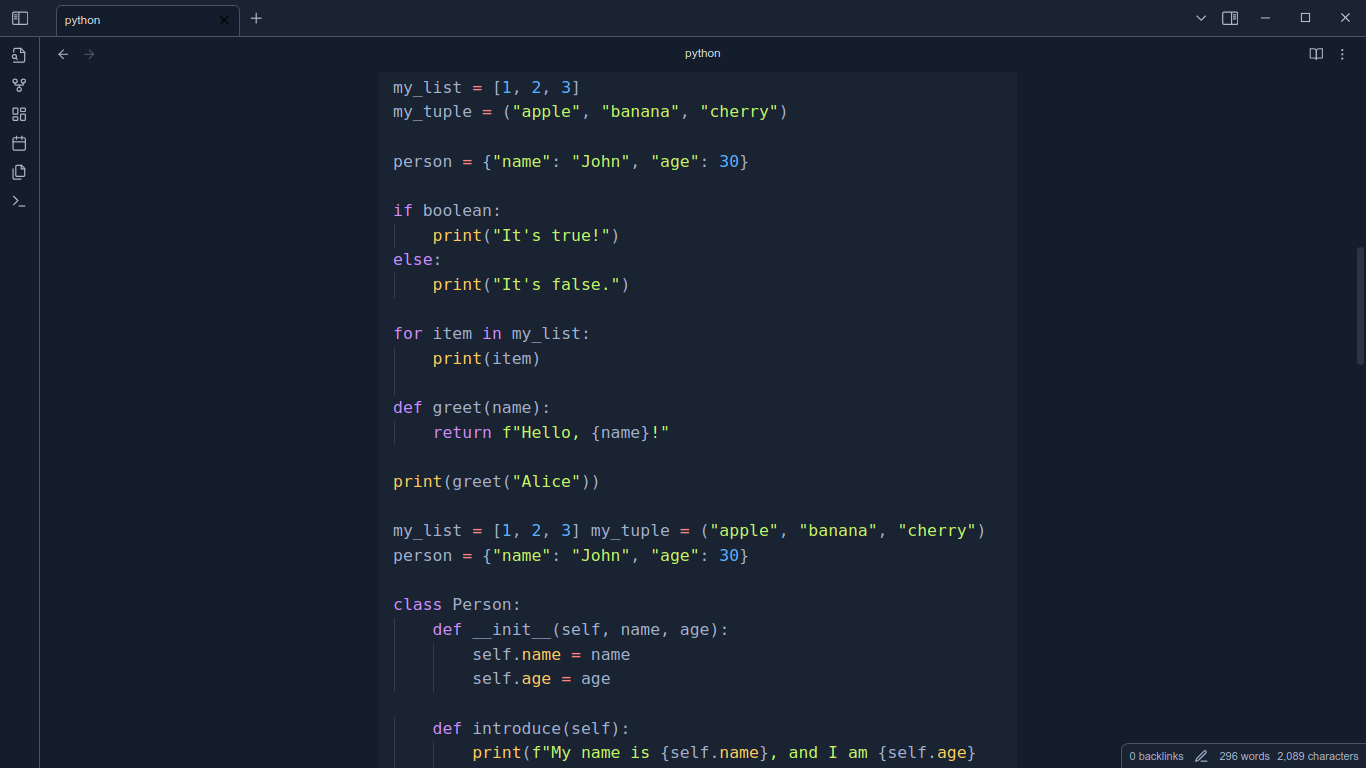 python
python
my_list = [1, 2, 3]
my_tuple = ("apple", "banana", "cherry")
person = {"name": "John", "age": 30}
if boolean:
    print("It's true!")
else:
    print("It's false.")
for item in my_list:
    print(item)
def greet(name):
    return f"Hello, {name}!"
print(greet("Alice"))
my_list = [1, 2, 3] my_tuple = ("apple", "banana", "cherry")
person = {"name": "John", "age": 30}
class Person:
    def __init__(self, name, age):
        self.name = name
        self.age = age
    def introduce(self):
        print(f"My name is {self.name}, and I am {self.age}
0 backlinks 296 words 2,089 characters